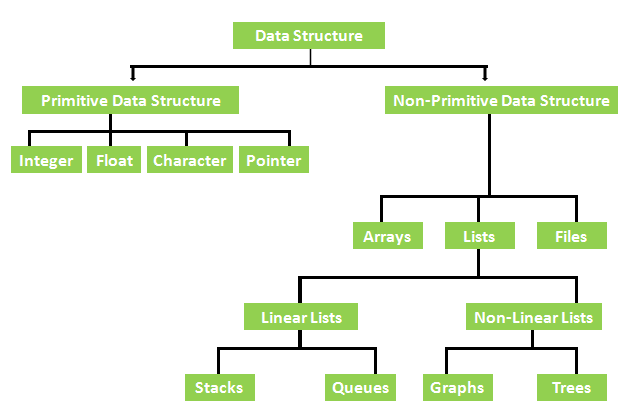 Data Structure
Primitive Data Structure
Non-Primitive Data Structure
Integer
Float
Character
Pointer
Arrays
Lists
Files
Linear Lists
Non-Linear Lists
Stacks
Queues
Graphs
Trees